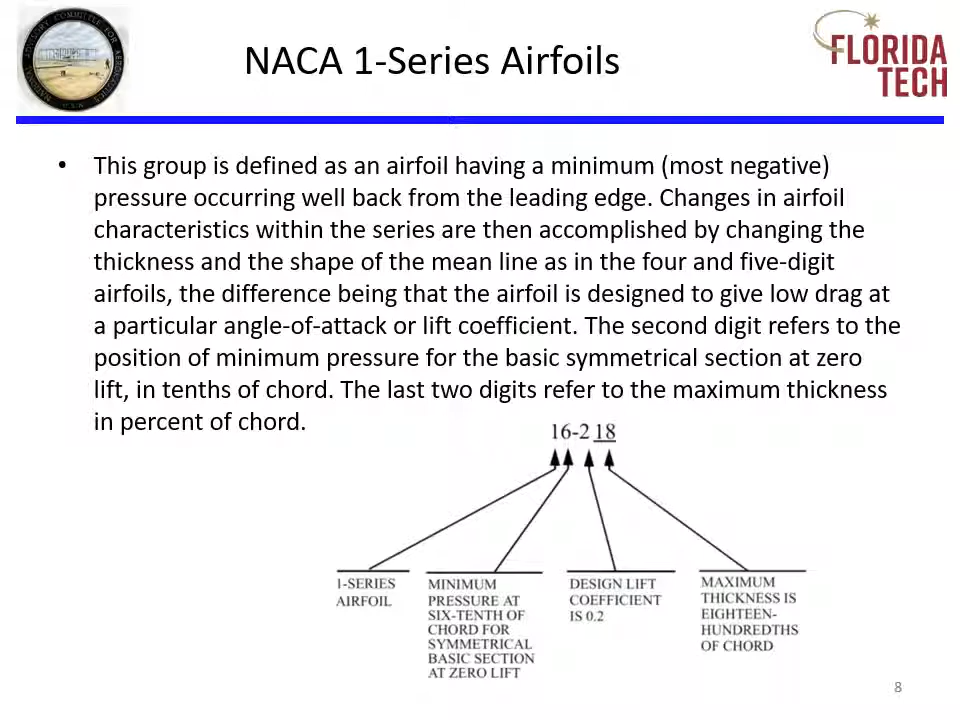 NACA 1-Series Airfoils
FLORIDA
TECH
NATIONAL ADVISORY COMMITTEE FOR AERONAUTICS
• This group is defined as an airfoil having a minimum (most negative)
pressure occurring well back from the leading edge. Changes in airfoil
characteristics within the series are then accomplished by changing the
thickness and the shape of the mean line as in the four and five-digit
airfoils, the difference being that the airfoil is designed to give low drag at
a particular angle-of-attack or lift coefficient. The second digit refers to the
position of minimum pressure for the basic symmetrical section at zero
lift, in tenths of chord. The last two digits refer to the maximum thickness
in percent of chord.
16-2 18
1-SERIES
AIRFOIL
MINIMUM
PRESSURE AT
SIX-TENTH OF
CHORD FOR
SYMMETRICAL
BASIC SECTION
AT ZERO LIFT
DESIGN LIFT
COEFFICIENT
IS 0.2
MAXIMUM
THICKNESS IS
EIGHTEEN-
HUNDREDTHS
OF CHORD
8